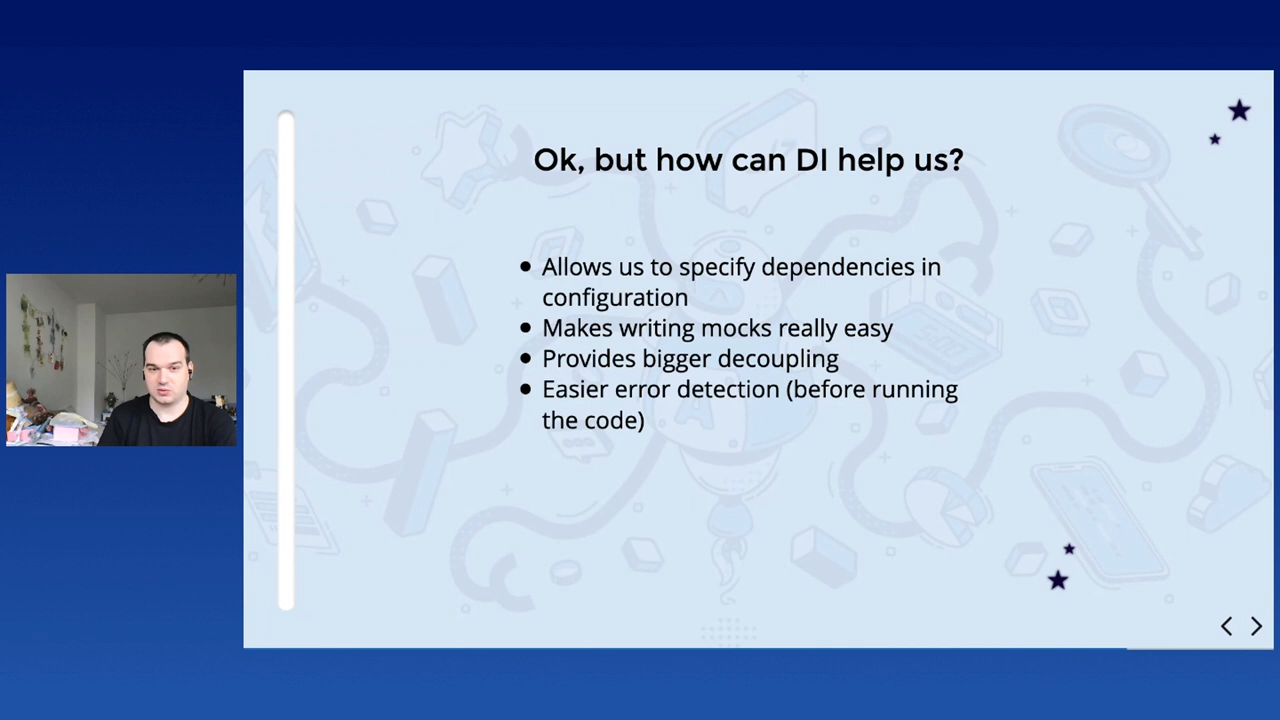 Ok, but how can DI help us?
● Allows us to specify dependencies in
configuration
● Makes writing mocks really easy
● Provides bigger decoupling
● Easier error detection (before running
the code)